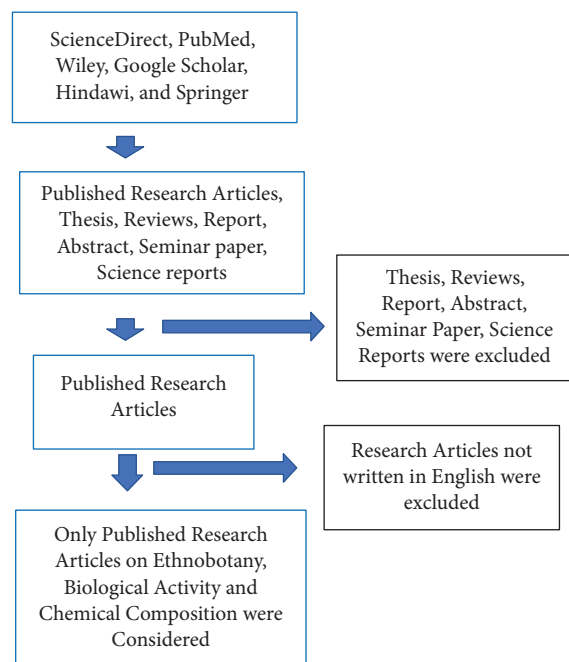 ScienceDirect, PubMed,
Wiley, Google Scholar,
Hindawi, and Springer
Published Research Articles,
Thesis, Reviews, Report,
Abstract, Seminar paper,
Science reports
Thesis, Reviews,
Report, Abstract,
Seminar Paper, Science
Reports were excluded
Published Research
Articles
Research Articles not
written in English were
excluded
Only Published Research
Articles on Ethnobotany,
Biological Activity and
Chemical Composition were
Considered